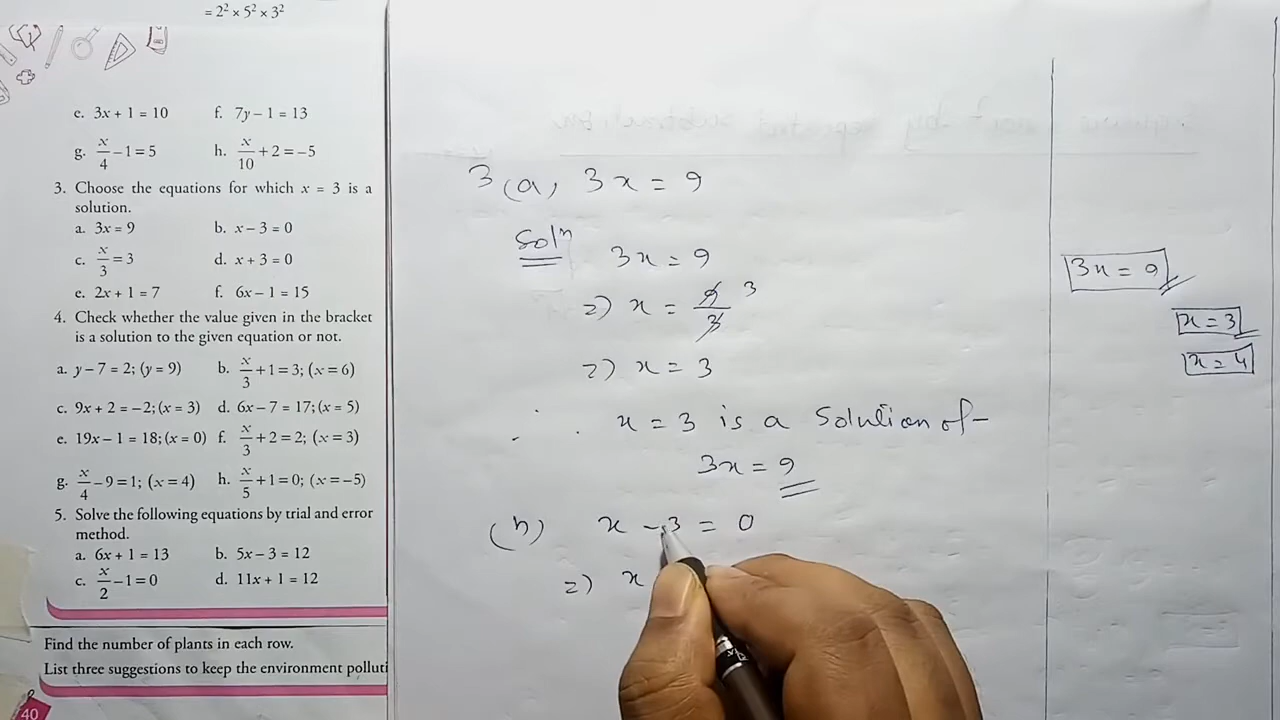 = 2² × 5² × 3²
e. 3x + 1 = 10 f. 7y – 1 = 13
g. x/4 – 1 = 5 h. x/10 + 2 = –5
3. Choose the equations for which x = 3 is a
solution.
a. 3x = 9 b. x – 3 = 0
c. x/3 = 3 d. x + 3 = 0
e. 2x + 1 = 7 f. 6x – 1 = 15
4. Check whether the value given in the bracket
is a solution to the given equation or not.
a. y – 7 = 2; (y = 9) b. x/3 + 1 = 3; (x = 6)
c. 9x + 2 = –2; (x = 3) d. 6x – 7 = 17; (x = 5)
e. 19x – 1 = 18; (x = 0) f. x/3 + 2 = 2; (x = 3)
g. x/4 – 9 = 1; (x = 4) h. x/5 + 1 = 0; (x = –5)
5. Solve the following equations by trial and error
method.
a. 6x + 1 = 13 b. 5x – 3 = 12
c. x/2 – 1 = 0 d. 11x + 1 = 12
Find the number of plants in each row.
List three suggestions to keep the environment polluti
40
3 (a) 3x = 9
Solⁿ 3x = 9
⇒ x = 9/3 3
⇒ x = 3
∴ x = 3 is a solution of
3x = 9
(b) x – 3 = 0
⇒ x
3x = 9
x = 3
x = 4